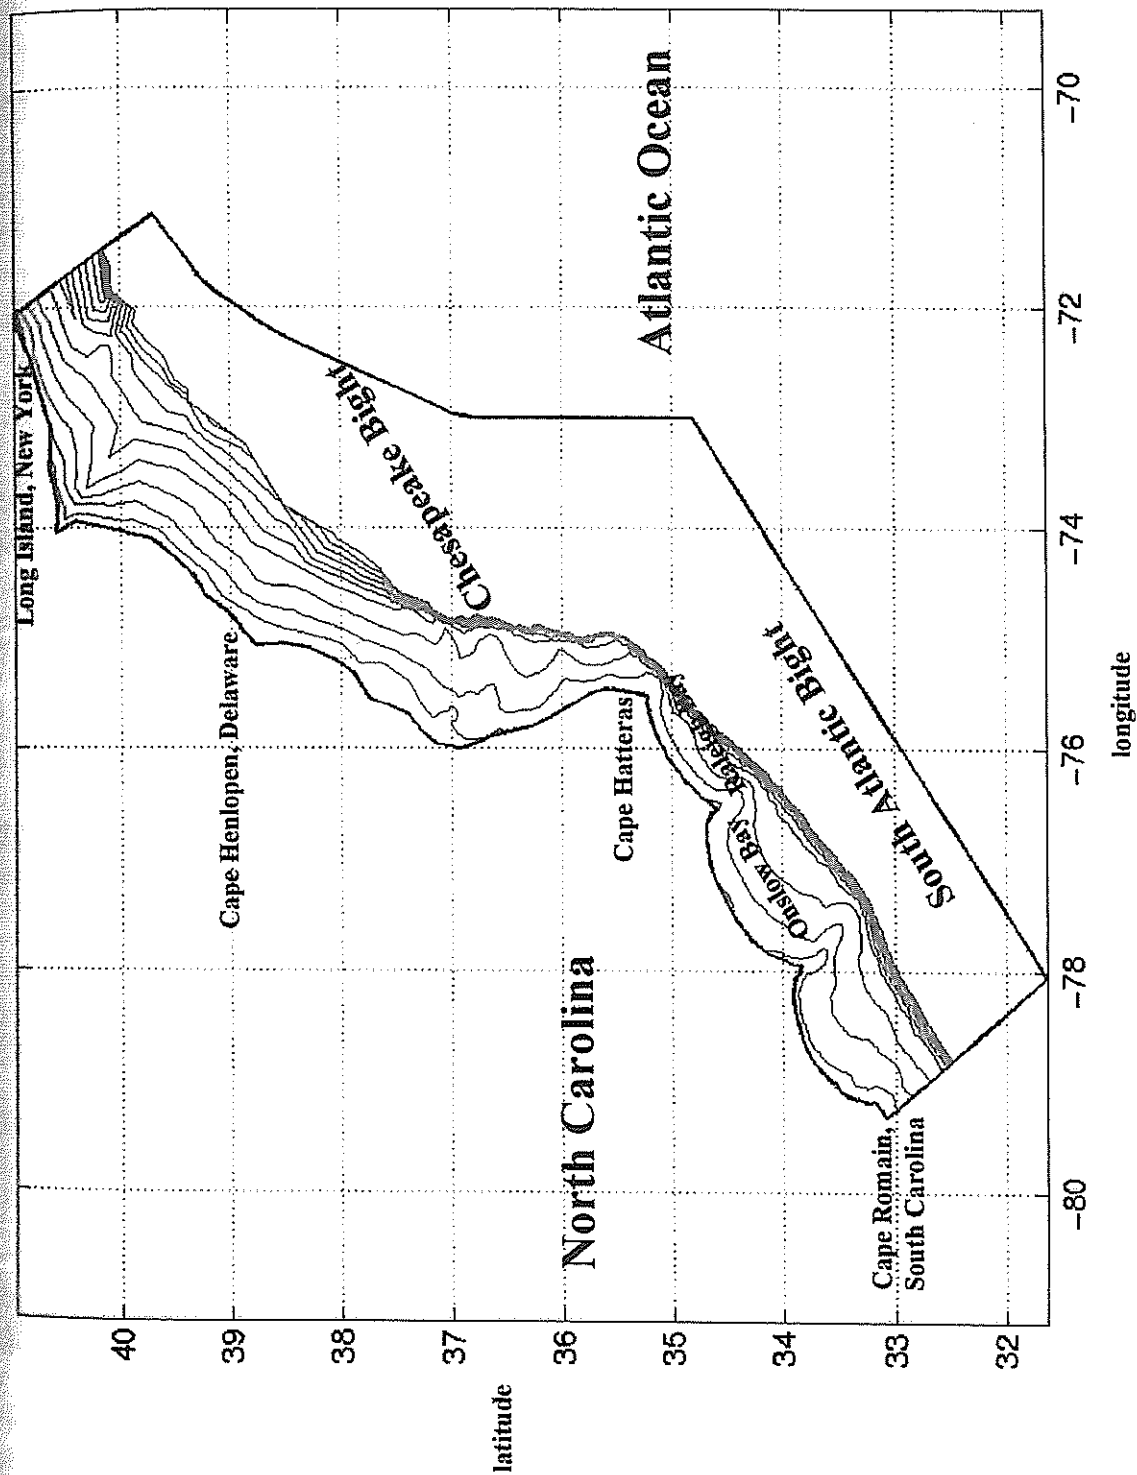 Long Island, New York
Cape Henlopen, Delaware
Chesapeake Bight
Atlantic Ocean
Cape Hatteras
Raleigh Bay
Onslow Bay
North Carolina
South Atlantic Bight
Cape Romain,
South Carolina
latitude
40
39
38
37
36
35
34
33
32
-80
-78
-76
-74
-72
-70
longitude